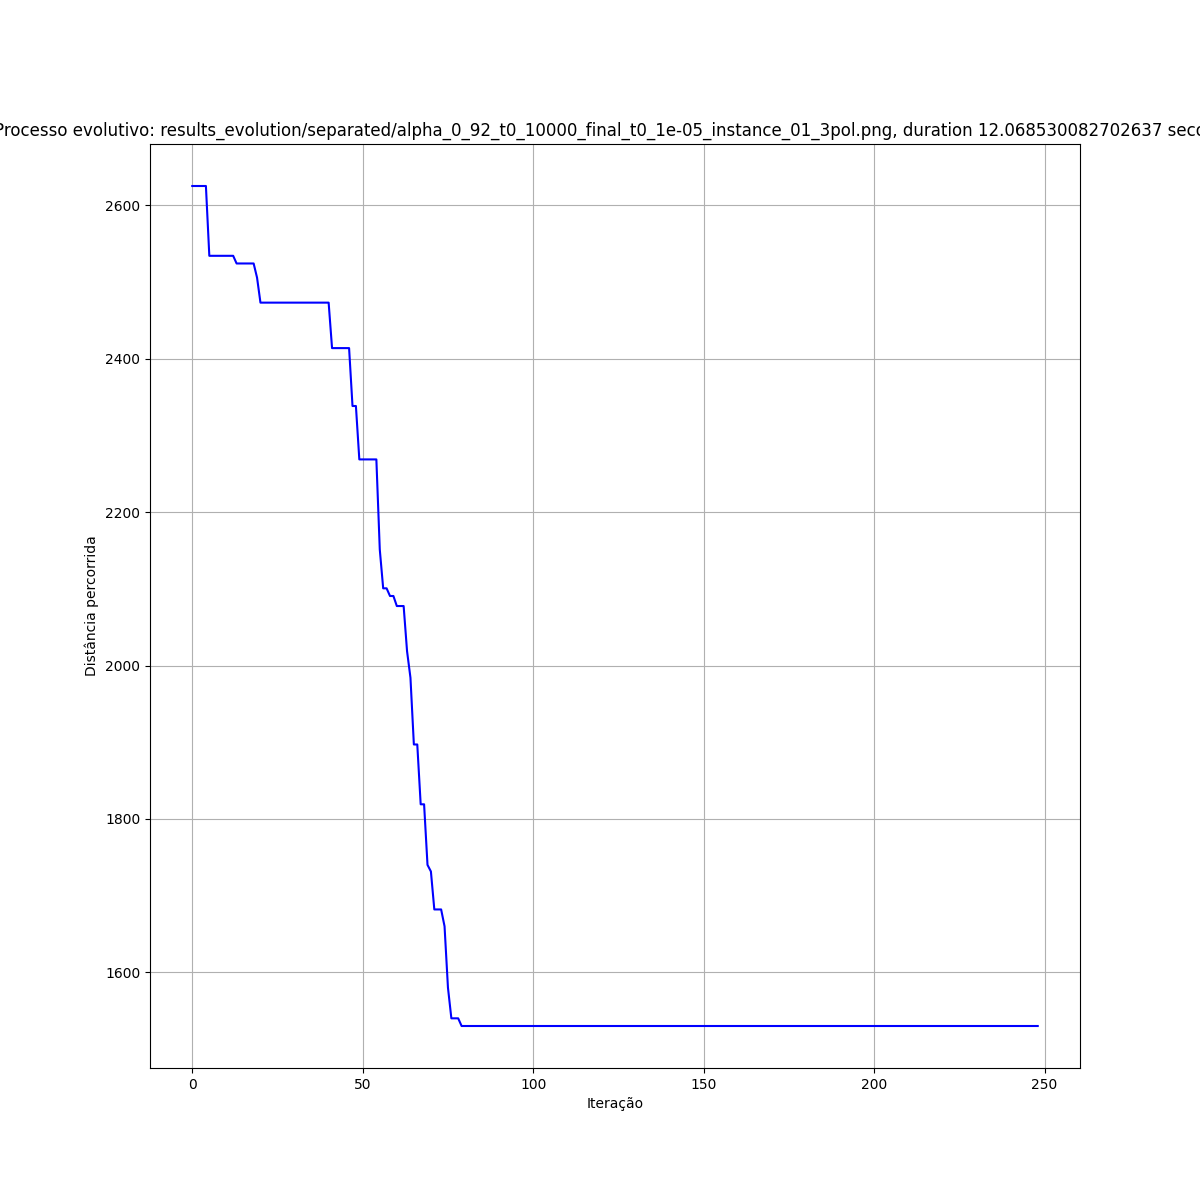 Processo evolutivo: results_evolution/separated/alpha_0_92_t0_10000_final_t0_1e-05_instance_01_3pol.png, duration 12.068530082702637
2600
2400
2200
2000
1800
1600
Distância percorrida
0 50 100 150 200 250
Iteração